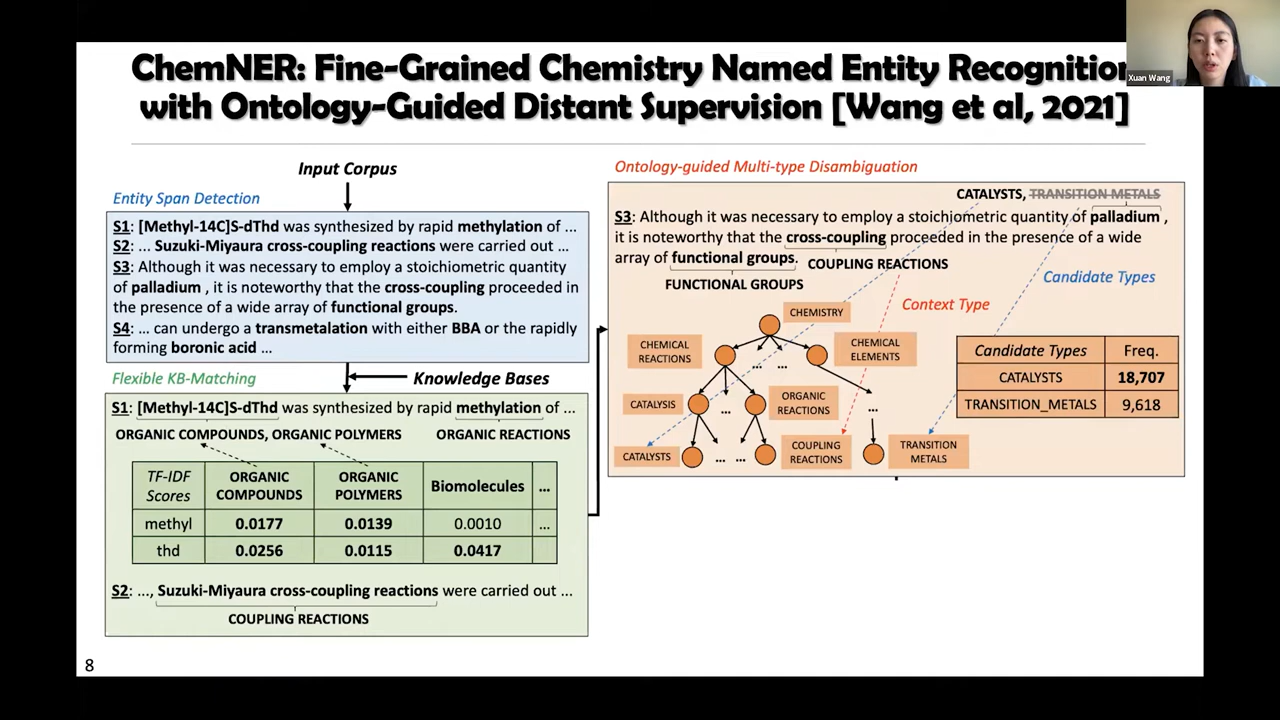 ChemNER: Fine-Grained Chemistry Named Entity Recognition
with Ontology-Guided Distant Supervision [Wang et al, 2021]
Xuan Wang
Input Corpus
Entity Span Detection
S1: [Methyl-14C]S-dThd was synthesized by rapid methylation of ...
S2: ... Suzuki-Miyaura cross-coupling reactions were carried out ...
S3: Although it was necessary to employ a stoichiometric quantity
of palladium , it is noteworthy that the cross-coupling proceeded in
the presence of a wide array of functional groups.
S4: ... can undergo a transmetalation with either BBA or the rapidly
forming boronic acid ...
Flexible KB-Matching
Knowledge Bases
S1: [Methyl-14C]S-dThd was synthesized by rapid methylation of ...
ORGANIC COMPOUNDS, ORGANIC POLYMERS
ORGANIC REACTIONS
TF-IDF Scores
ORGANIC COMPOUNDS
ORGANIC POLYMERS
Biomolecules
...
methyl 0.0177 0.0139 0.0010 ...
thd 0.0256 0.0115 0.0417
S2: ..., Suzuki-Miyaura cross-coupling reactions were carried out ...
COUPLING REACTIONS
Ontology-guided Multi-type Disambiguation
CATALYSTS, TRANSITION METALS
S3: Although it was necessary to employ a stoichiometric quantity of palladium ,
it is noteworthy that the cross-coupling proceeded in the presence of a wide
array of functional groups.
COUPLING REACTIONS
FUNCTIONAL GROUPS
Candidate Types
Context Type
CHEMISTRY
CHEMICAL REACTIONS
CHEMICAL ELEMENTS
... ...
CATALYSIS
...
ORGANIC REACTIONS
...
CATALYSTS
... ...
COUPLING REACTIONS
TRANSITION METALS
Candidate Types Freq.
CATALYSTS 18,707
TRANSITION_METALS 9,618
8